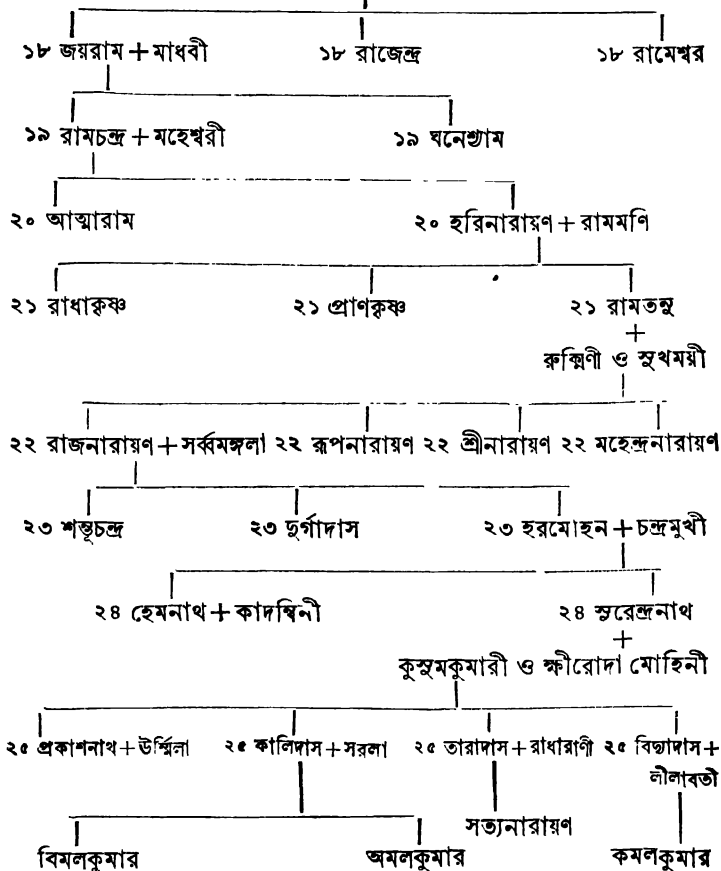 ১৮ জয়রাম + মাধবী ১৮ রাজেন্দ্র ১৮ রামেশ্বর
১৯ রামচন্দ্র + মহেশ্বরী ১৯ ঘনেশ্যাম
২০ আত্মারাম ২০ হরিনারায়ণ + রামমণি
২১ রাধাকৃষ্ণ ২১ প্রাণকৃষ্ণ ২১ রামতনু
+
রুক্মিণী ও সুখময়ী
২২ রাজনারায়ণ + সর্ব্বমঙ্গলা ২২ রূপনারায়ণ ২২ শ্রীনারায়ণ ২২ মহেন্দ্রনারায়ণ
২৩ শম্ভূচন্দ্র ২৩ দুর্গাদাস ২৩ হরমোহন + চন্দ্রমুখী
২৪ হেমনাথ + কাদম্বিনী ২৪ সুরেন্দ্রনাথ
+
কুসুমকুমারী ও ক্ষীরোদা মোহিনী
২৫ প্রকাশনাথ + ঊর্ম্মিলা ২৫ কালিদাস + সরলা ২৫ তারাদাস + রাধারাণী ২৫ বিদ্যাদাস +
লীলাবতী
সত্যনারায়ণ
বিমলকুমার অমলকুমার কমলকুমার